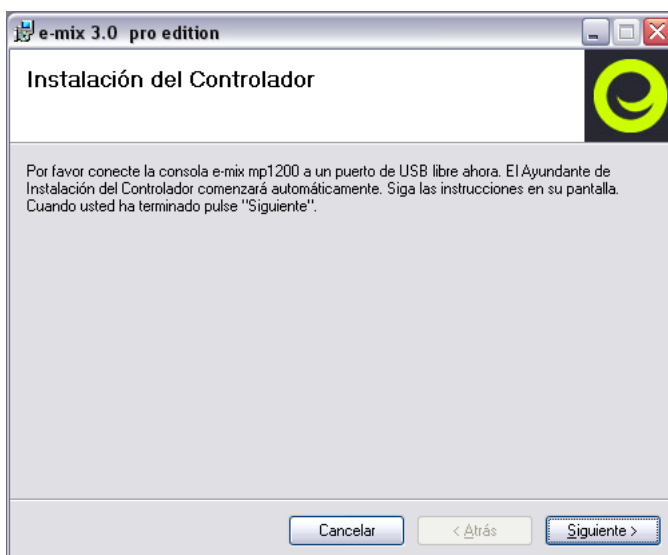 e-mix 3.0 pro edition
Instalación del Controlador
Por favor conecte la consola e-mix mp1200 a un puerto de USB libre ahora. El Ayundante de
Instalación del Controlador comenzará automáticamente. Siga las instrucciones en su pantalla.
Cuando usted ha terminado pulse "Siguiente".
Cancelar
< Atrás
Siguiente >